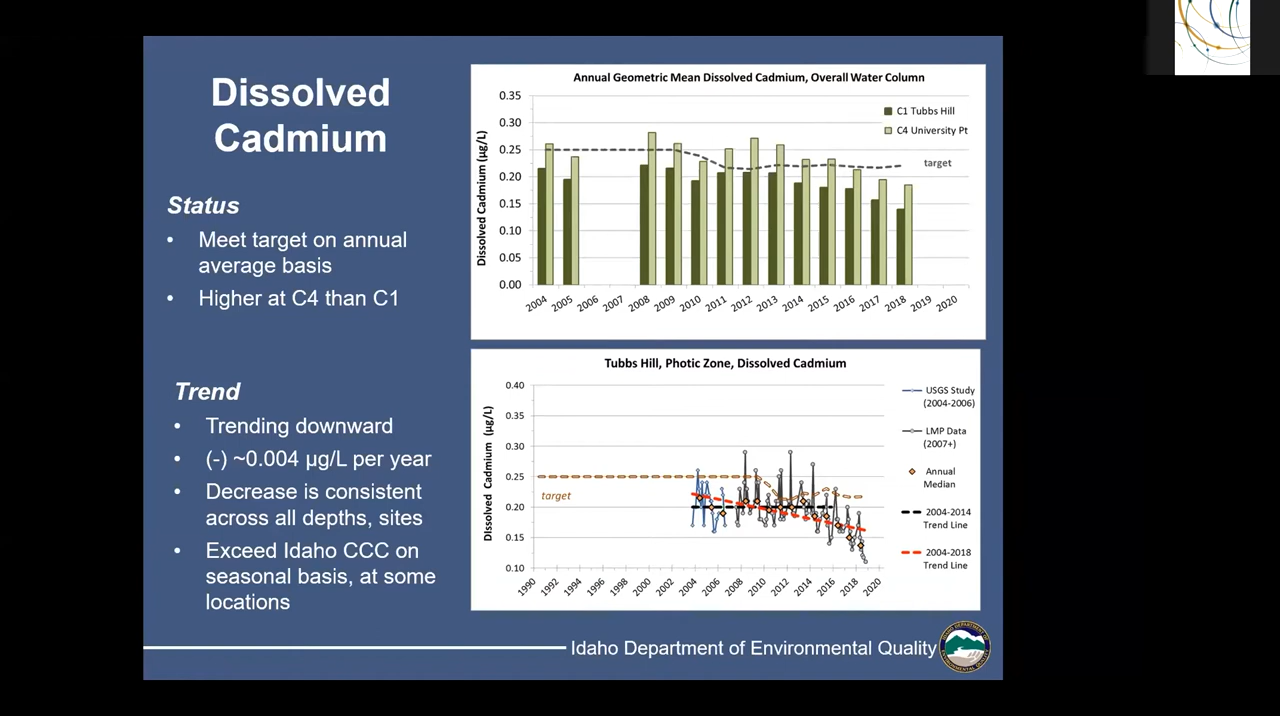 Dissolved
Cadmium
Status
• Meet target on annual
average basis
• Higher at C4 than C1
Trend
• Trending downward
• (-) ~0.004 µg/L per year
• Decrease is consistent
across all depths, sites
• Exceed Idaho CCC on
seasonal basis, at some
locations
Annual Geometric Mean Dissolved Cadmium, Overall Water Column
Dissolved Cadmium (µg/L)
0.35
0.30
0.25
0.20
0.15
0.10
0.05
0.00
C1 Tubbs Hill
C4 University Pt
target
2004 2005 2006 2007 2008 2009 2010 2011 2012 2013 2014 2015 2016 2017 2018 2019 2020
Tubbs Hill, Photic Zone, Dissolved Cadmium
Dissolved Cadmium (µg/L)
0.40
0.35
0.30
0.25
0.20
0.15
0.10
target
1990 1992 1994 1996 1998 2000 2002 2004 2006 2008 2010 2012 2014 2016 2018 2020
USGS Study
(2004-2006)
LMP Data
(2007+)
Annual
Median
2004-2014
Trend Line
2004-2018
Trend Line
Idaho Department of Environmental Quality